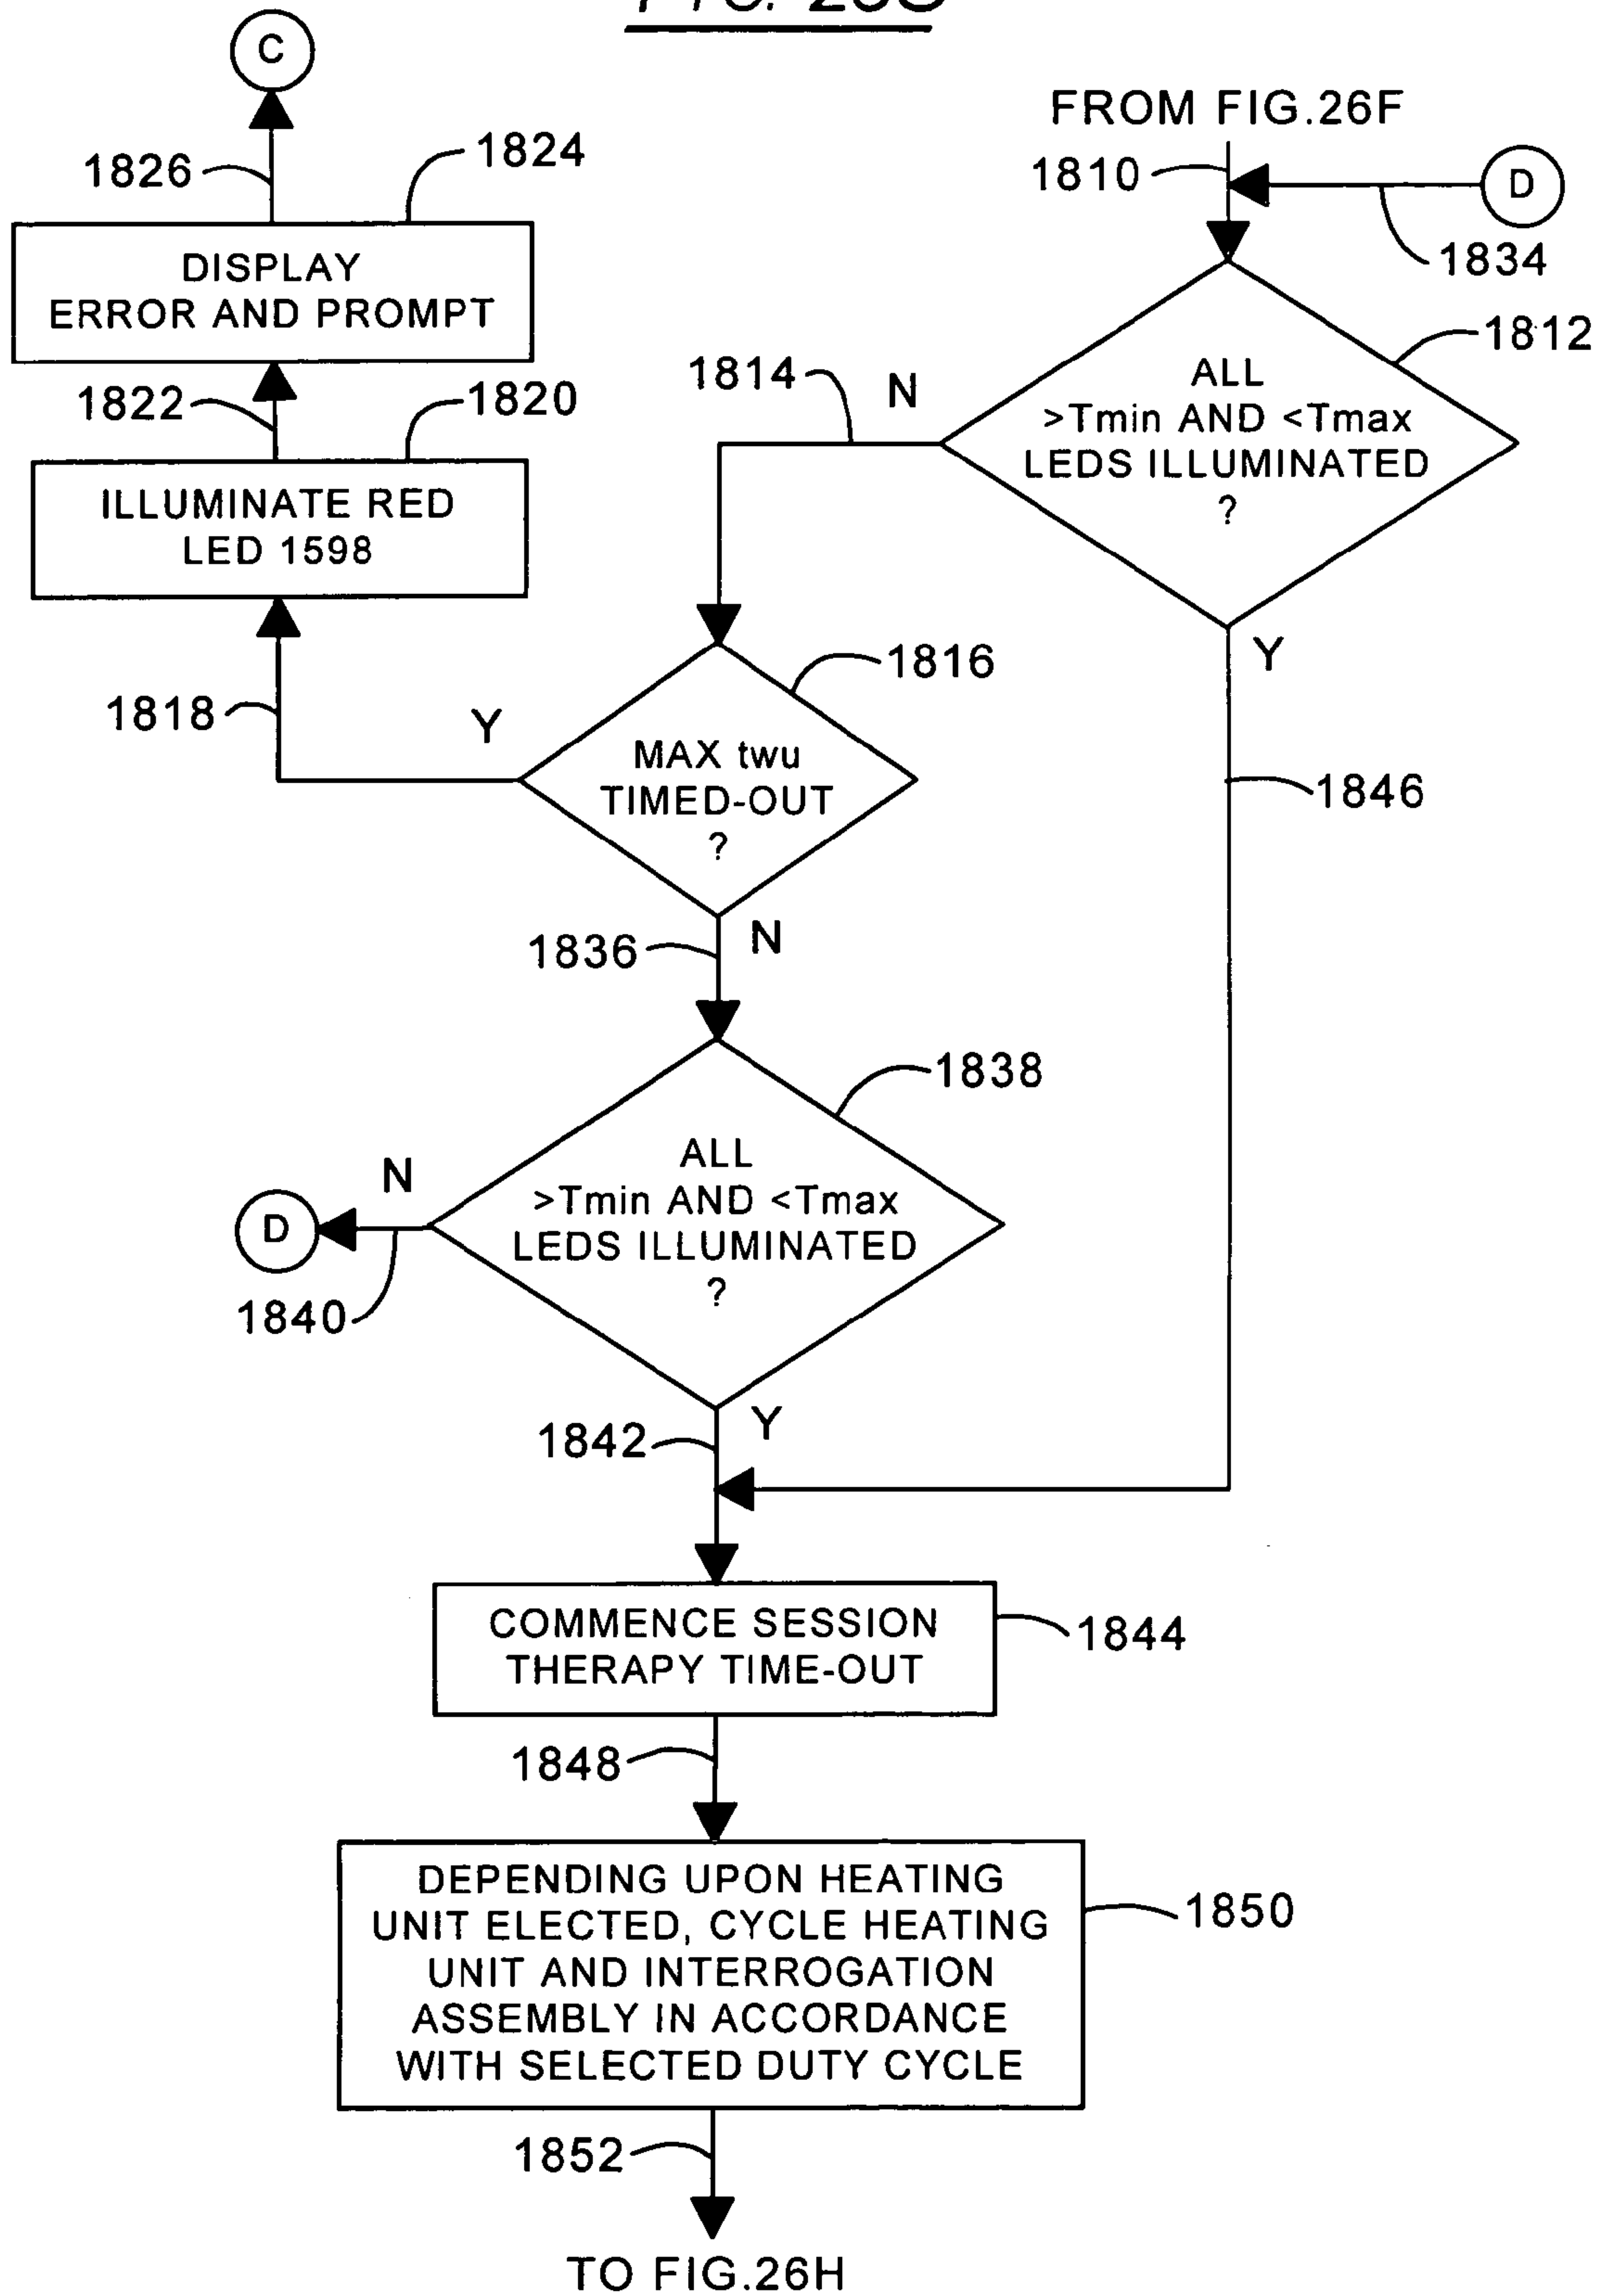 C
FROM FIG.26F
1826
1824
1810
D
DISPLAY
ERROR AND PROMPT
1834
1822
1820
1814
N
1812
ALL
>Tmin AND <Tmax
LEDS ILLUMINATED
?
ILLUMINATE RED
LED 1598
Y
1816
1818
Y
MAX twu
TIMED-OUT
?
1846
1836
N
1838
ALL
>Tmin AND <Tmax
LEDS ILLUMINATED
?
N
D
1840
1842
Y
COMMENCE SESSION
THERAPY TIME-OUT
1844
1848
DEPENDING UPON HEATING
UNIT ELECTED, CYCLE HEATING
UNIT AND INTERROGATION
ASSEMBLY IN ACCORDANCE
WITH SELECTED DUTY CYCLE
1850
1852
TO FIG.26H